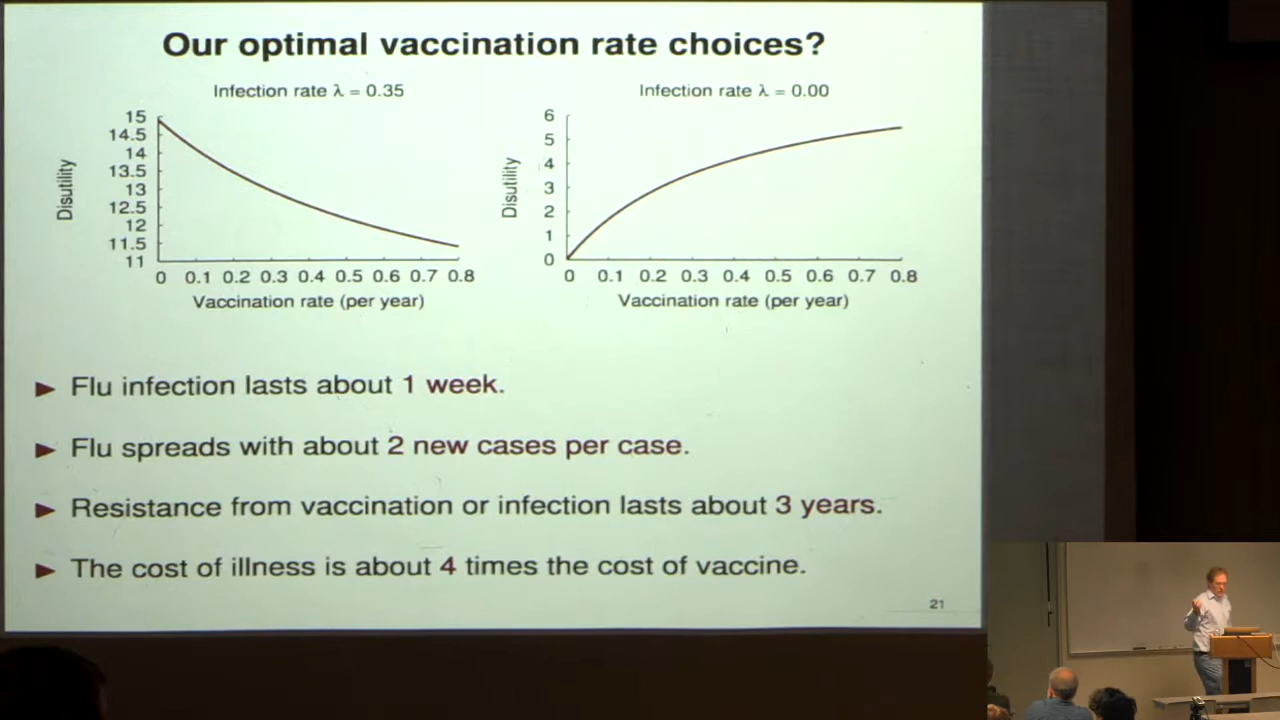 Our optimal vaccination rate choices?
Infection rate λ = 0.35
15
14.5
14
13.5
13
12.5
12
11.5
11
Disutility
0 0.1 0.2 0.3 0.4 0.5 0.6 0.7 0.8
Vaccination rate (per year)
Infection rate λ = 0.00
6
5
4
3
2
1
0
Disutility
0 0.1 0.2 0.3 0.4 0.5 0.6 0.7 0.8
Vaccination rate (per year)
► Flu infection lasts about 1 week.
► Flu spreads with about 2 new cases per case.
► Resistance from vaccination or infection lasts about 3 years.
► The cost of illness is about 4 times the cost of vaccine.
21